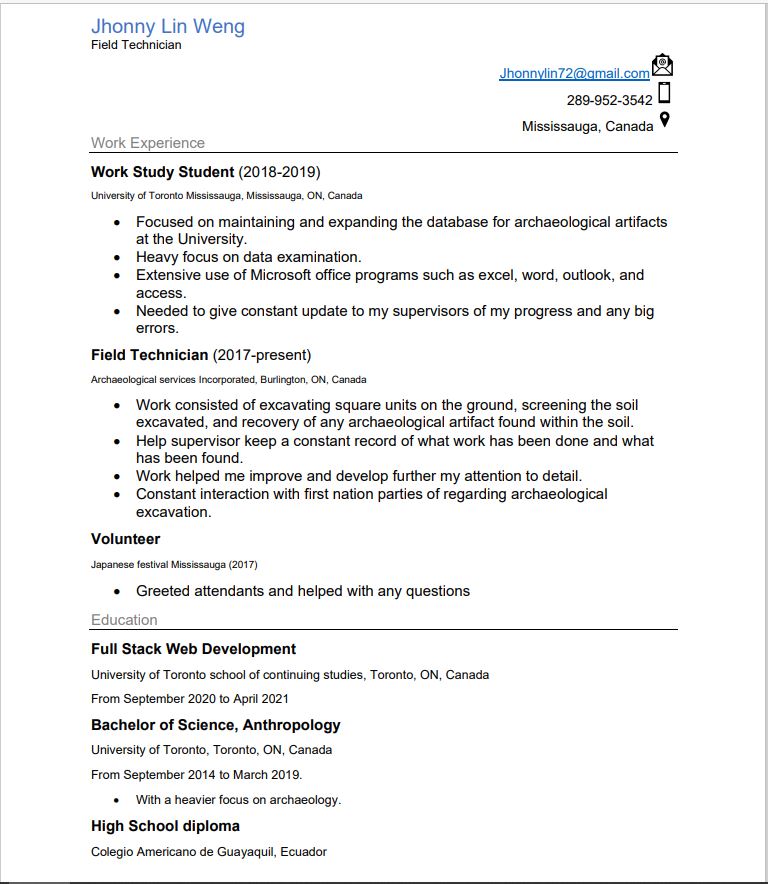 Jhonny Lin Weng
Field Technician
Jhonnylin72@gmail.com
289-952-3542
Mississauga, Canada
Work Experience
Work Study Student (2018-2019)
University of Toronto Mississauga, Mississauga, ON, Canada
• Focused on maintaining and expanding the database for archaeological artifacts
at the University.
• Heavy focus on data examination.
• Extensive use of Microsoft office programs such as excel, word, outlook, and
access.
• Needed to give constant update to my supervisors of my progress and any big
errors.
Field Technician (2017-present)
Archaeological services Incorporated, Burlington, ON, Canada
• Work consisted of excavating square units on the ground, screening the soil
excavated, and recovery of any archaeological artifact found within the soil.
• Help supervisor keep a constant record of what work has been done and what
has been found.
• Work helped me improve and develop further my attention to detail.
• Constant interaction with first nation parties of regarding archaeological
excavation.
Volunteer
Japanese festival Mississauga (2017)
• Greeted attendants and helped with any questions
Education
Full Stack Web Development
University of Toronto school of continuing studies, Toronto, ON, Canada
From September 2020 to April 2021
Bachelor of Science, Anthropology
University of Toronto, Toronto, ON, Canada
From September 2014 to March 2019.
• With a heavier focus on archaeology.
High School diploma
Colegio Americano de Guayaquil, Ecuador